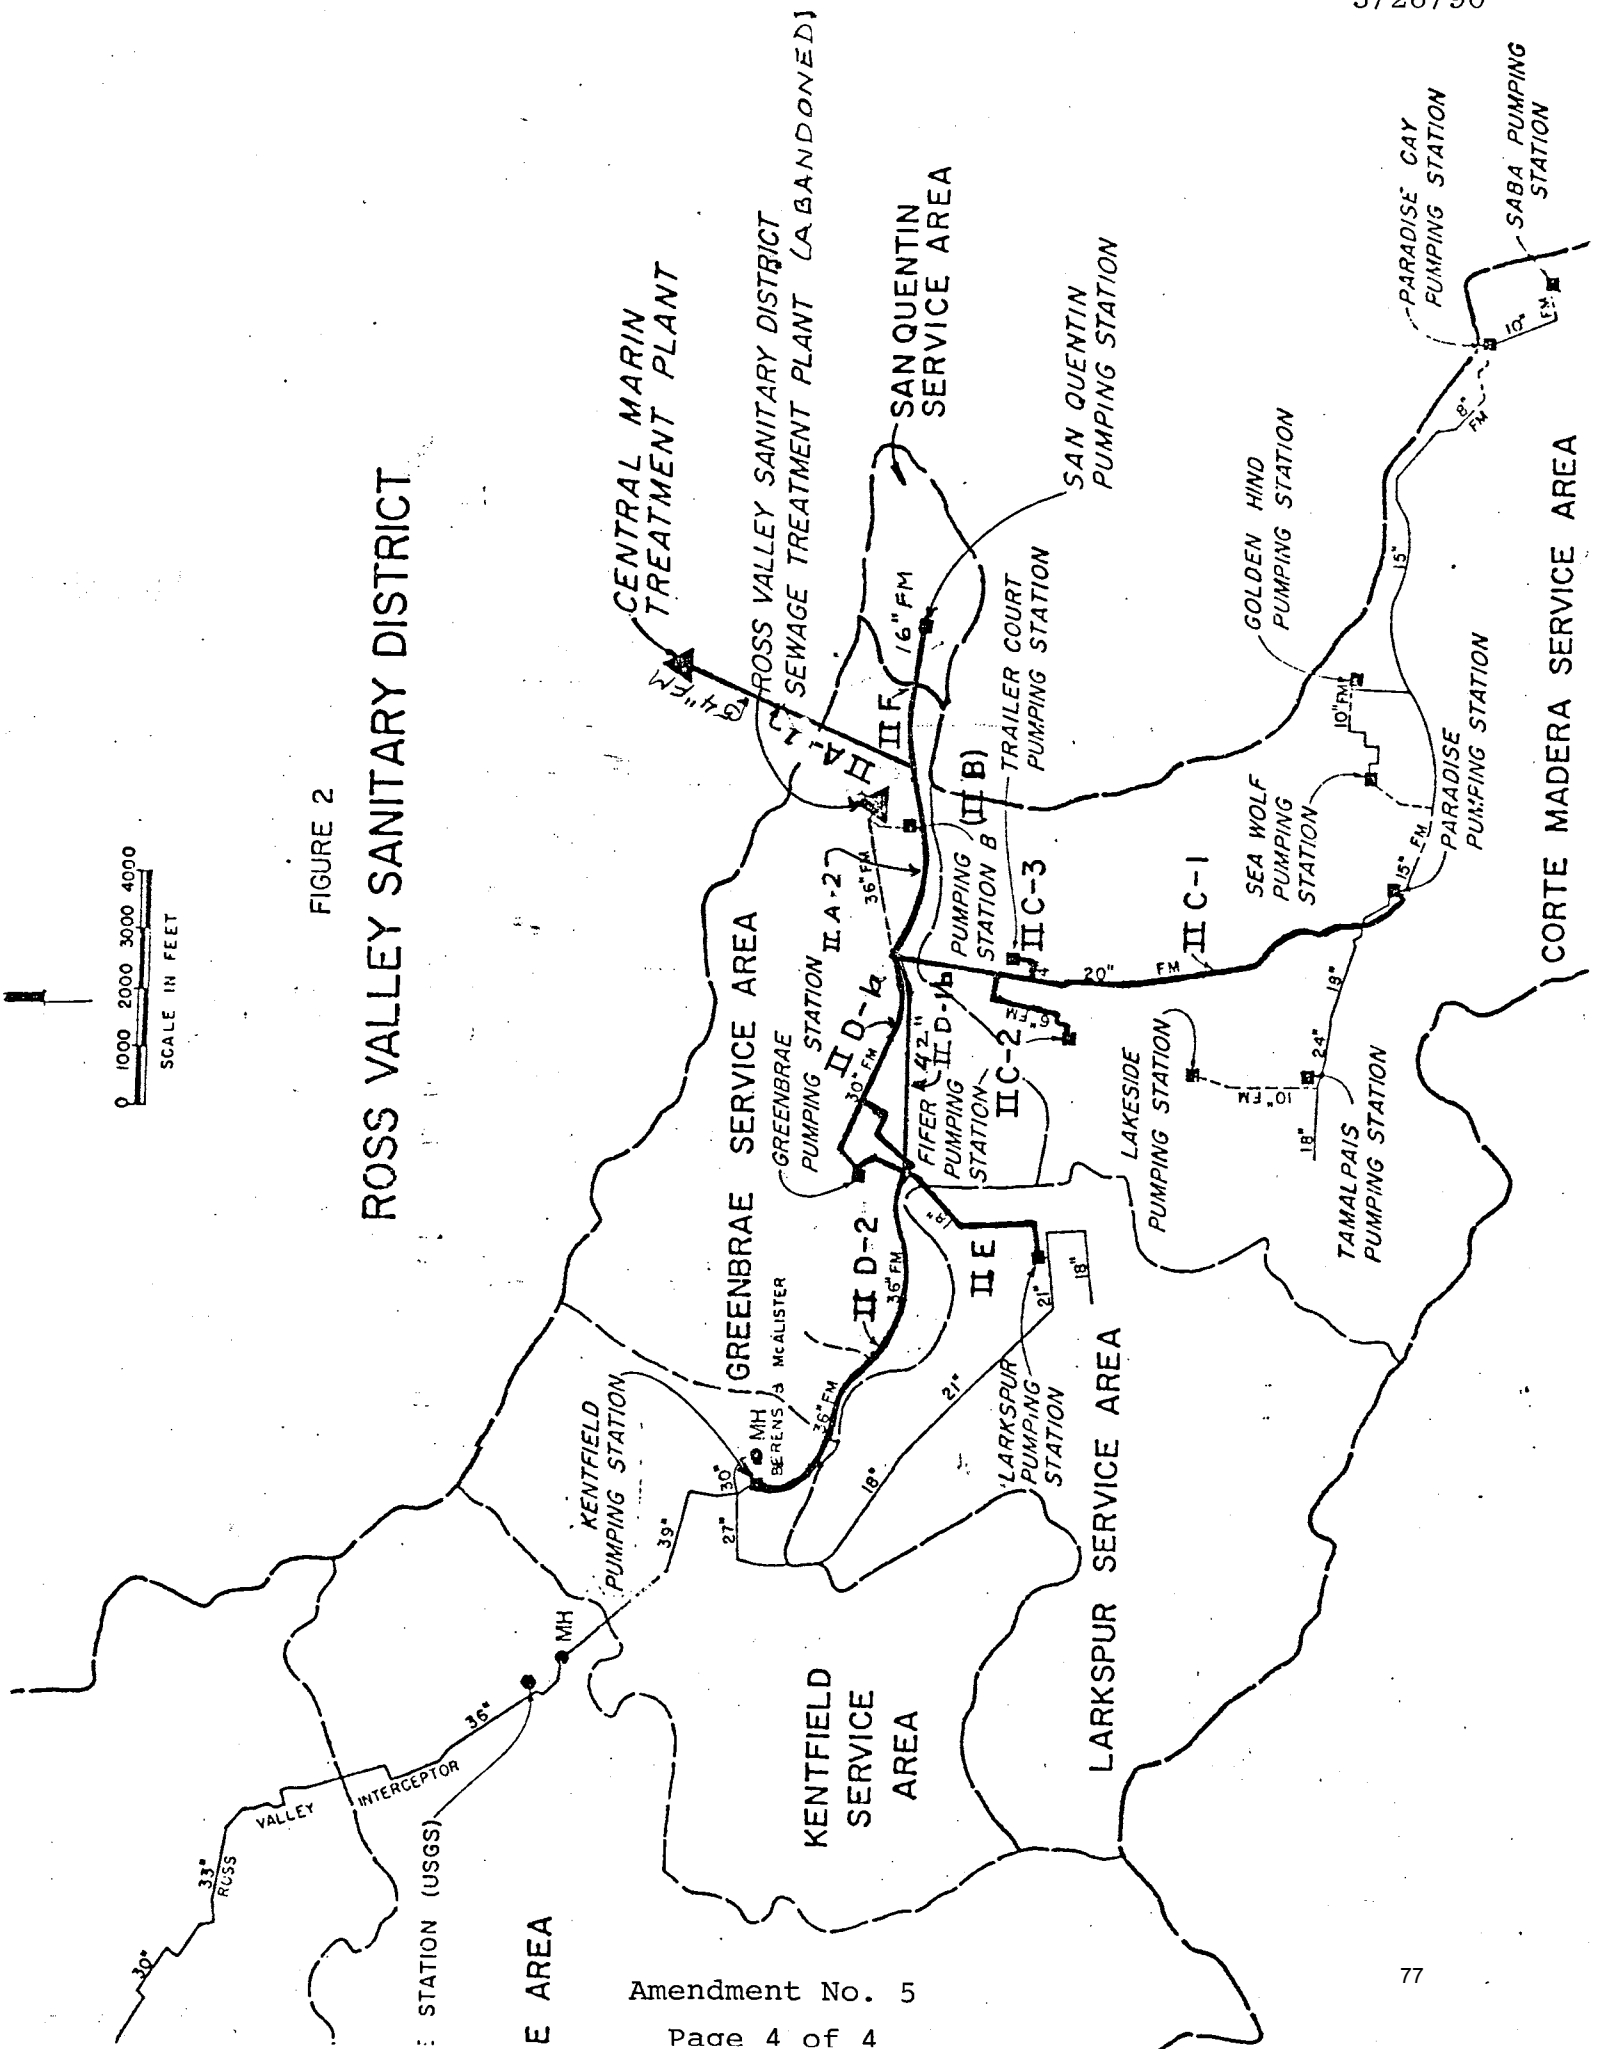 FIGURE 2
ROSS VALLEY SANITARY DISTRICT
0 1000 2000 3000 4000
SCALE IN FEET
CENTRAL MARIN
TREATMENT PLANT
54" FM
ROSS VALLEY SANITARY DISTRICT
SEWAGE TREATMENT PLANT (ABANDONED)
II A-1
II F
16" FM
SAN QUENTIN
SERVICE AREA
SAN QUENTIN
PUMPING STATION
TRAILER COURT
PUMPING STATION
(II B)
PUMPING
STATION B
II C-3
II.A-2
36" FM
GREENBRAE SERVICE AREA
GREENBRAE
PUMPING STATION
II D-1a
30" FM
42"
II D-1b
FIFER
PUMPING
STATION
II C-2
6" FM
4"
20"
FM
II C-1
GOLDEN HIND
PUMPING STATION
10" FM
SEA WOLF
PUMPING
STATION
PARADISE
PUMPING STATION
15" FM
15"
8"
FM
PARADISE CAY
PUMPING STATION
10"
FM
SABA PUMPING
STATION
CORTE MADERA SERVICE AREA
LAKESIDE
PUMPING STATION
10" FM
19"
24"
18"
TAMALPAIS
PUMPING STATION
II D-2
36" FM
36" FM
II E
18"
LARKSPUR
PUMPING
STATION
21"
18"
21"
18"
LARKSPUR SERVICE AREA
KENTFIELD
PUMPING STATION
MH
BERENS & McALISTER
30"
27"
39"
MH
36"
KENTFIELD
SERVICE
AREA
30"
33"
ROSS
VALLEY
INTERCEPTOR
STATION (USGS)
E AREA
Amendment No. 5
Page 4 of 4
77